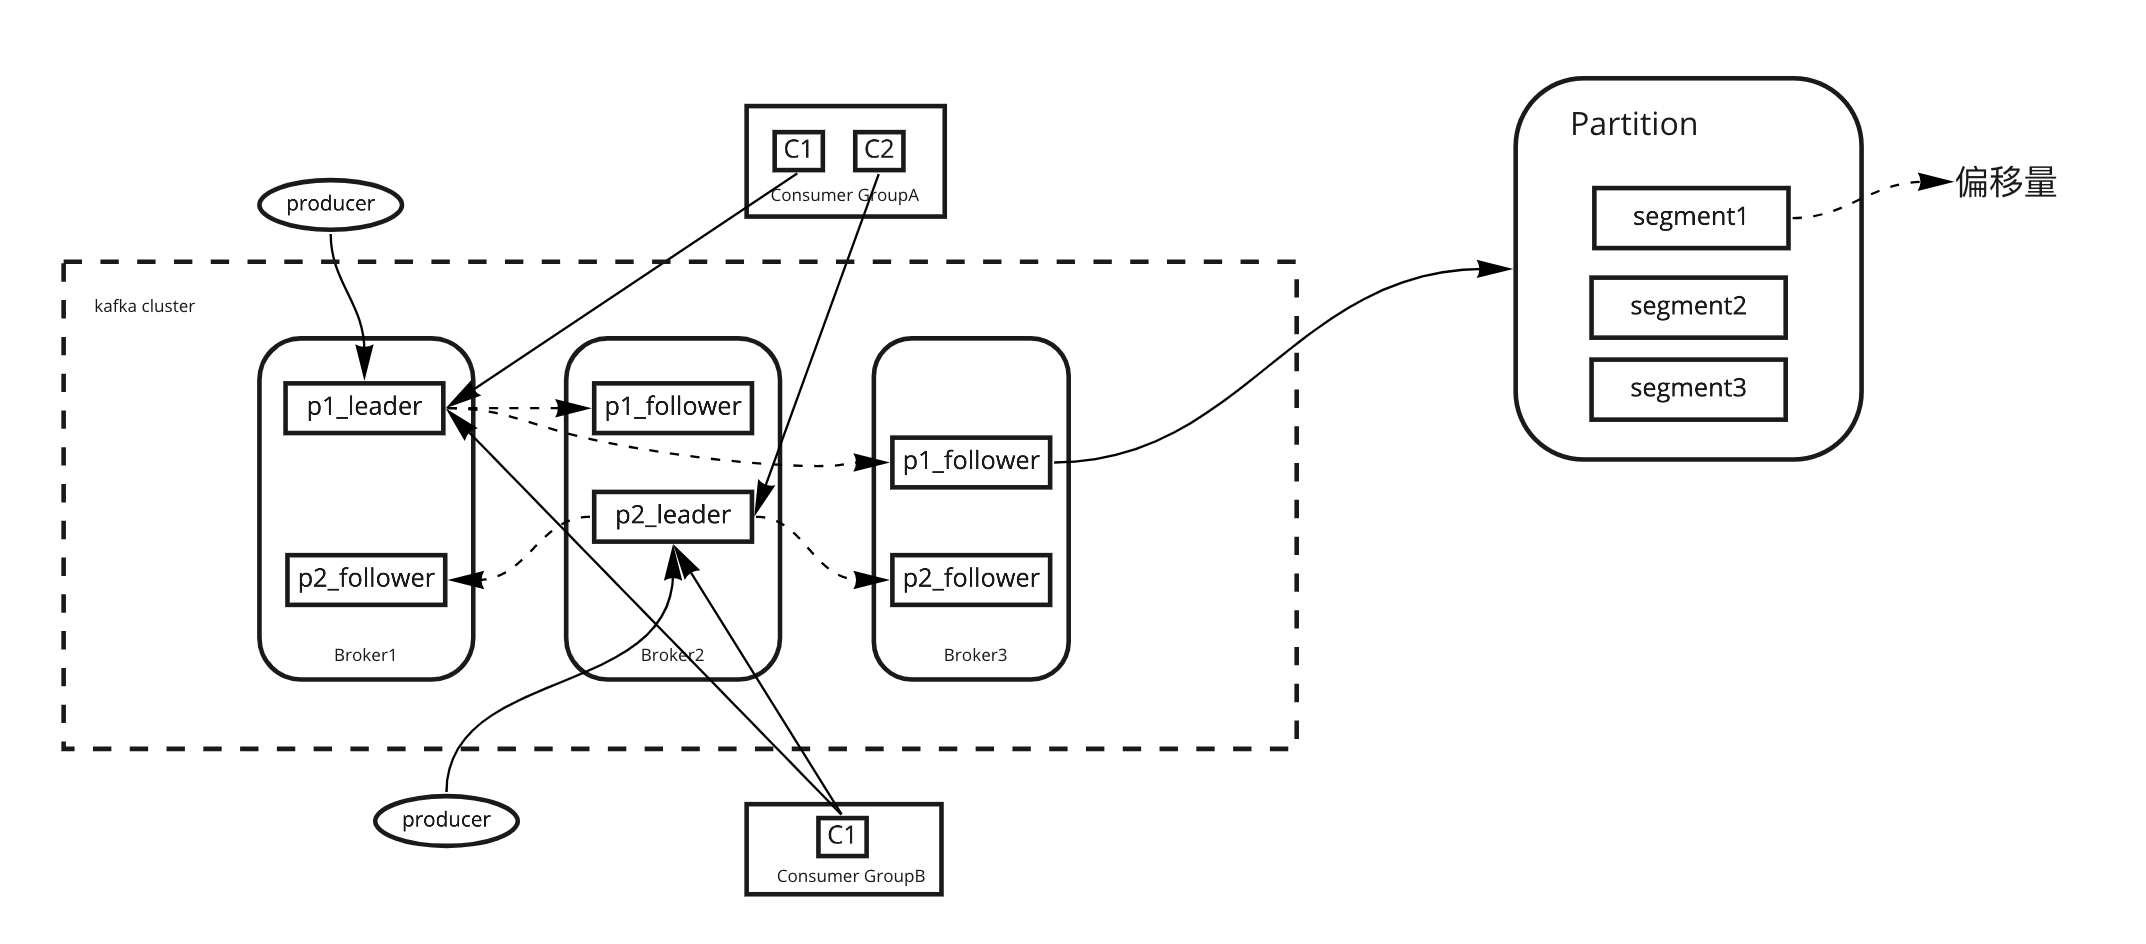 Partition
C1
C2
Consumer GroupA
偏移量
producer
segment1
kafka cluster
segment2
p1_leader
p1_follower
segment3
p1_follower
p2_leader
p2_follower
p2_follower
Broker1
Broker2
Broker3
producer
C1
Consumer GroupB